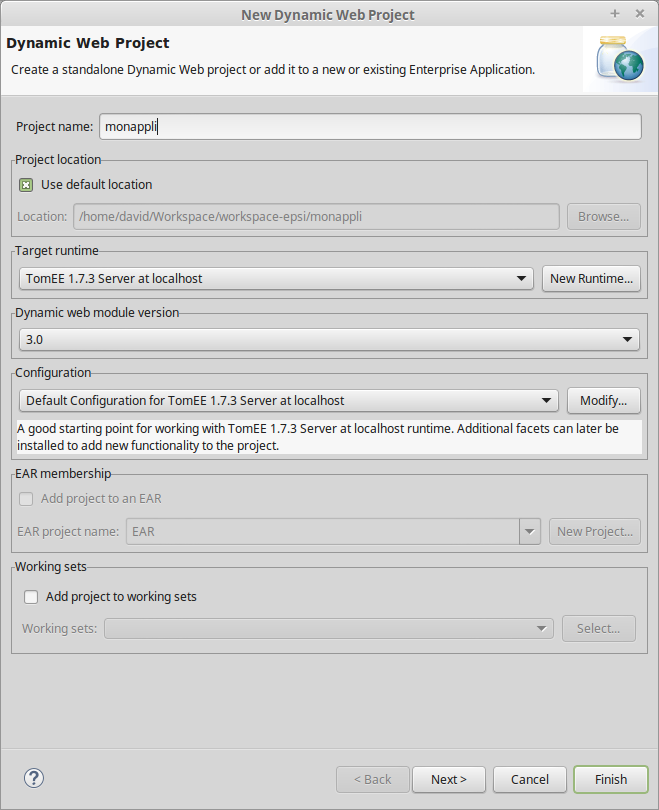 New Dynamic Web Project
Dynamic Web Project
Create a standalone Dynamic Web project or add it to a new or existing Enterprise Application.
Project name: monappli
Project location
Use default location
Location: /home/david/Workspace/workspace-epsi/monappli Browse...
Target runtime
TomEE 1.7.3 Server at localhost New Runtime...
Dynamic web module version
3.0
Configuration
Default Configuration for TomEE 1.7.3 Server at localhost Modify...
A good starting point for working with TomEE 1.7.3 Server at localhost runtime. Additional facets can later be
installed to add new functionality to the project.
EAR membership
Add project to an EAR
EAR project name: EAR New Project...
Working sets
Add project to working sets
Working sets: Select...
? < Back Next > Cancel Finish